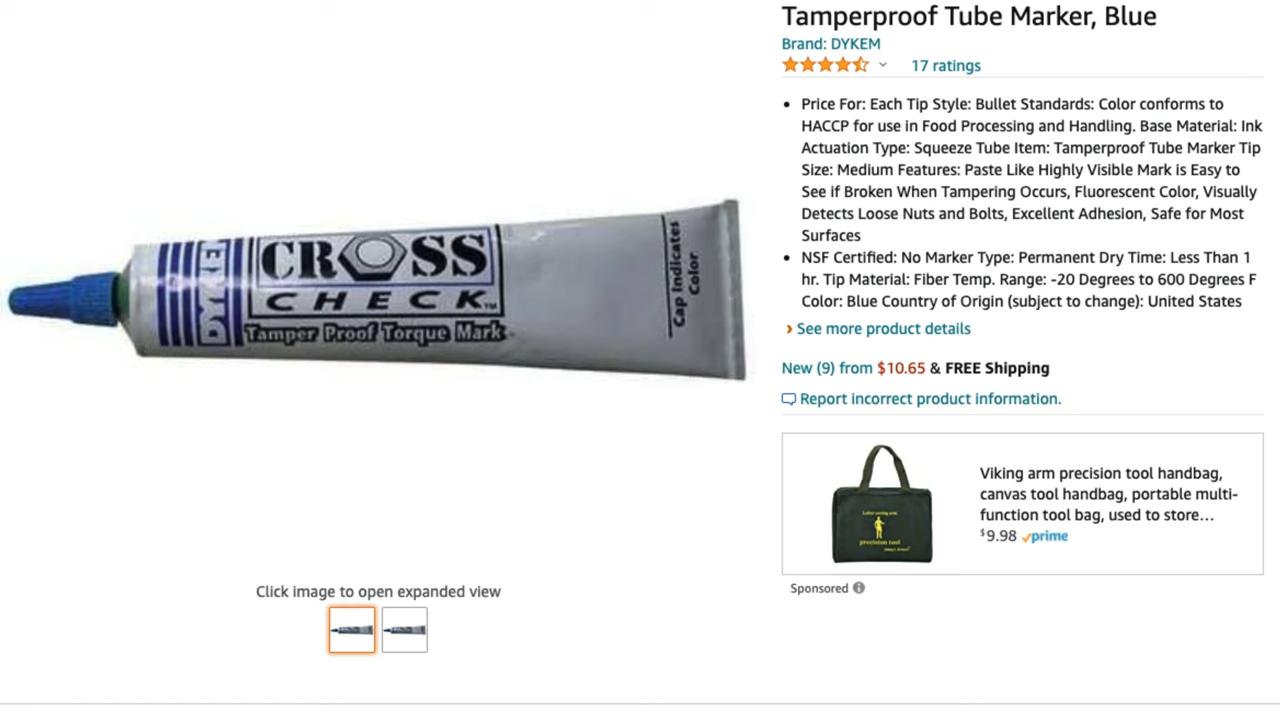 Tamperproof Tube Marker, Blue
Brand: DYKEM
17 ratings
Price For: Each Tip Style: Bullet Standards: Color conforms to
HACCP for use in Food Processing and Handling. Base Material: Ink
Actuation Type: Squeeze Tube Item: Tamperproof Tube Marker Tip
Size: Medium Features: Paste Like Highly Visible Mark is Easy to
See if Broken When Tampering Occurs, Fluorescent Color, Visually
Detects Loose Nuts and Bolts, Excellent Adhesion, Safe for Most
Surfaces
NSF Certified: No Marker Type: Permanent Dry Time: Less Than 1
hr. Tip Material: Fiber Temp. Range: -20 Degrees to 600 Degrees F
Color: Blue Country of Origin (subject to change): United States
› See more product details
New (9) from $10.65 & FREE Shipping
Report incorrect product information.
Viking arm precision tool handbag,
canvas tool handbag, portable multi-
function tool bag, used to store...
$9.98 prime
precision tool
Sponsored
DYKEM
CROSS
CHECK™
Tamper Proof Torque Mark
Cap Indicates
Color
Click image to open expanded view